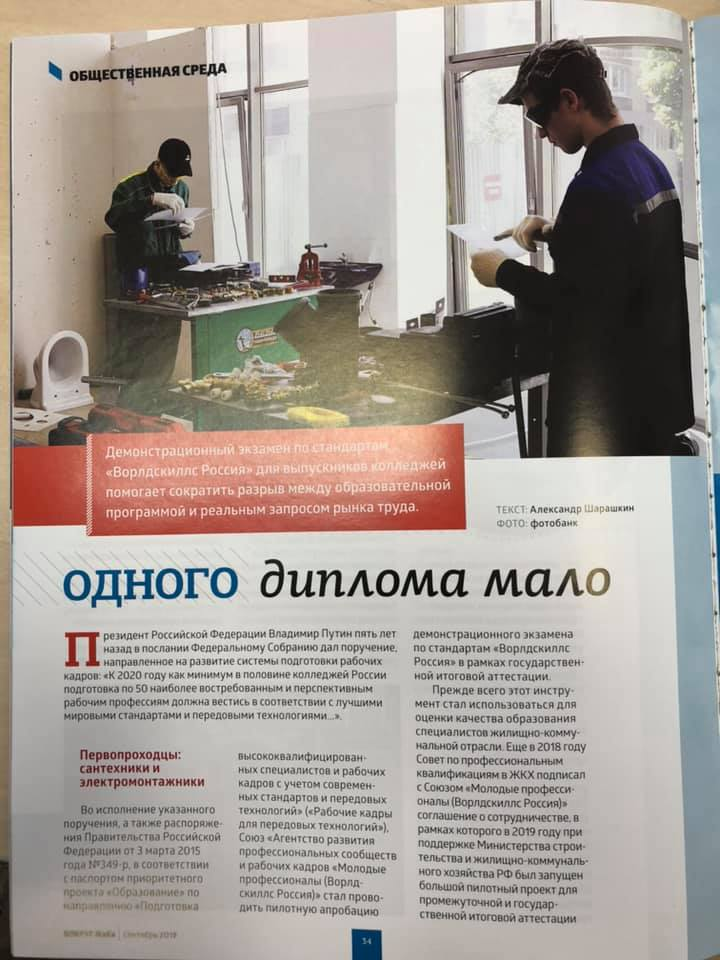 ОБЩЕСТВЕННАЯ СРЕДА
Демонстрационный экзамен по стандартам
«Ворлдскиллс Россия» для выпускников колледжей
помогает сократить разрыв между образовательной
программой и реальным запросом рынка труда.
ТЕКСТ: Александр Шарашкин
ФОТО: фотобанк
ОДНОГО диплома мало
Президент Российской Федерации Владимир Путин пять лет
назад в послании Федеральному Собранию дал поручение,
направленное на развитие системы подготовки рабочих
кадров: «К 2020 году как минимум в половине колледжей России
подготовка по 50 наиболее востребованным и перспективным
рабочим профессиям должна вестись в соответствии с лучшими
мировыми стандартами и передовыми технологиями...».
Первопроходцы:
сантехники и
электромонтажники
Во исполнение указанного
поручения, а также распоряже-
ния Правительства Российской
Федерации от 3 марта 2015
года №349-р, в соответствии
с паспортом приоритетного
проекта «Образование» по
направлению «Подготовка
высококвалифицирован-
ных специалистов и рабочих
кадров с учетом современ-
ных стандартов и передовых
технологий» («Рабочие кадры
для передовых технологий»),
Союз «Агентство развития
профессиональных сообществ
и рабочих кадров «Молодые
профессионалы (Ворлд-
скиллс Россия)» стал прово-
дить пилотную апробацию
демонстрационного экзамена
по стандартам «Ворлдскиллс
Россия» в рамках государствен-
ной итоговой аттестации.
Прежде всего этот инстру-
мент стал использоваться для
оценки качества образования
специалистов жилищно-комму-
нальной отрасли. Еще в 2018 году
Совет по профессиональным
квалификациям в ЖКХ подписал
с Союзом «Молодые професси-
оналы (Ворлдскиллс Россия)»
соглашение о сотрудничестве, в
рамках которого в 2019 году при
поддержке Министерства строи-
тельства и жилищно-коммуналь-
ного хозяйства РФ был запущен
большой пилотный проект для
промежуточной и государ-
ственной итоговой аттестации
ВОКРУГ ЖКХ | Сентябрь 2019
34